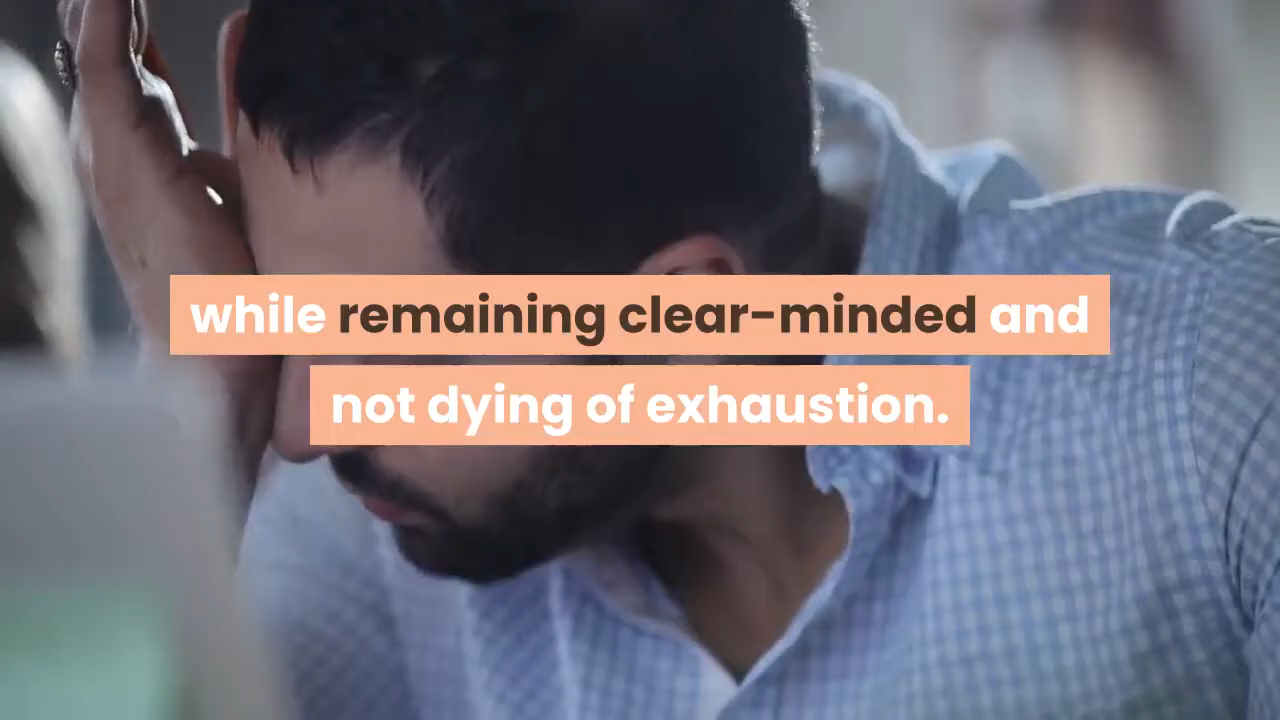 while remaining clear-minded and
not dying of exhaustion.